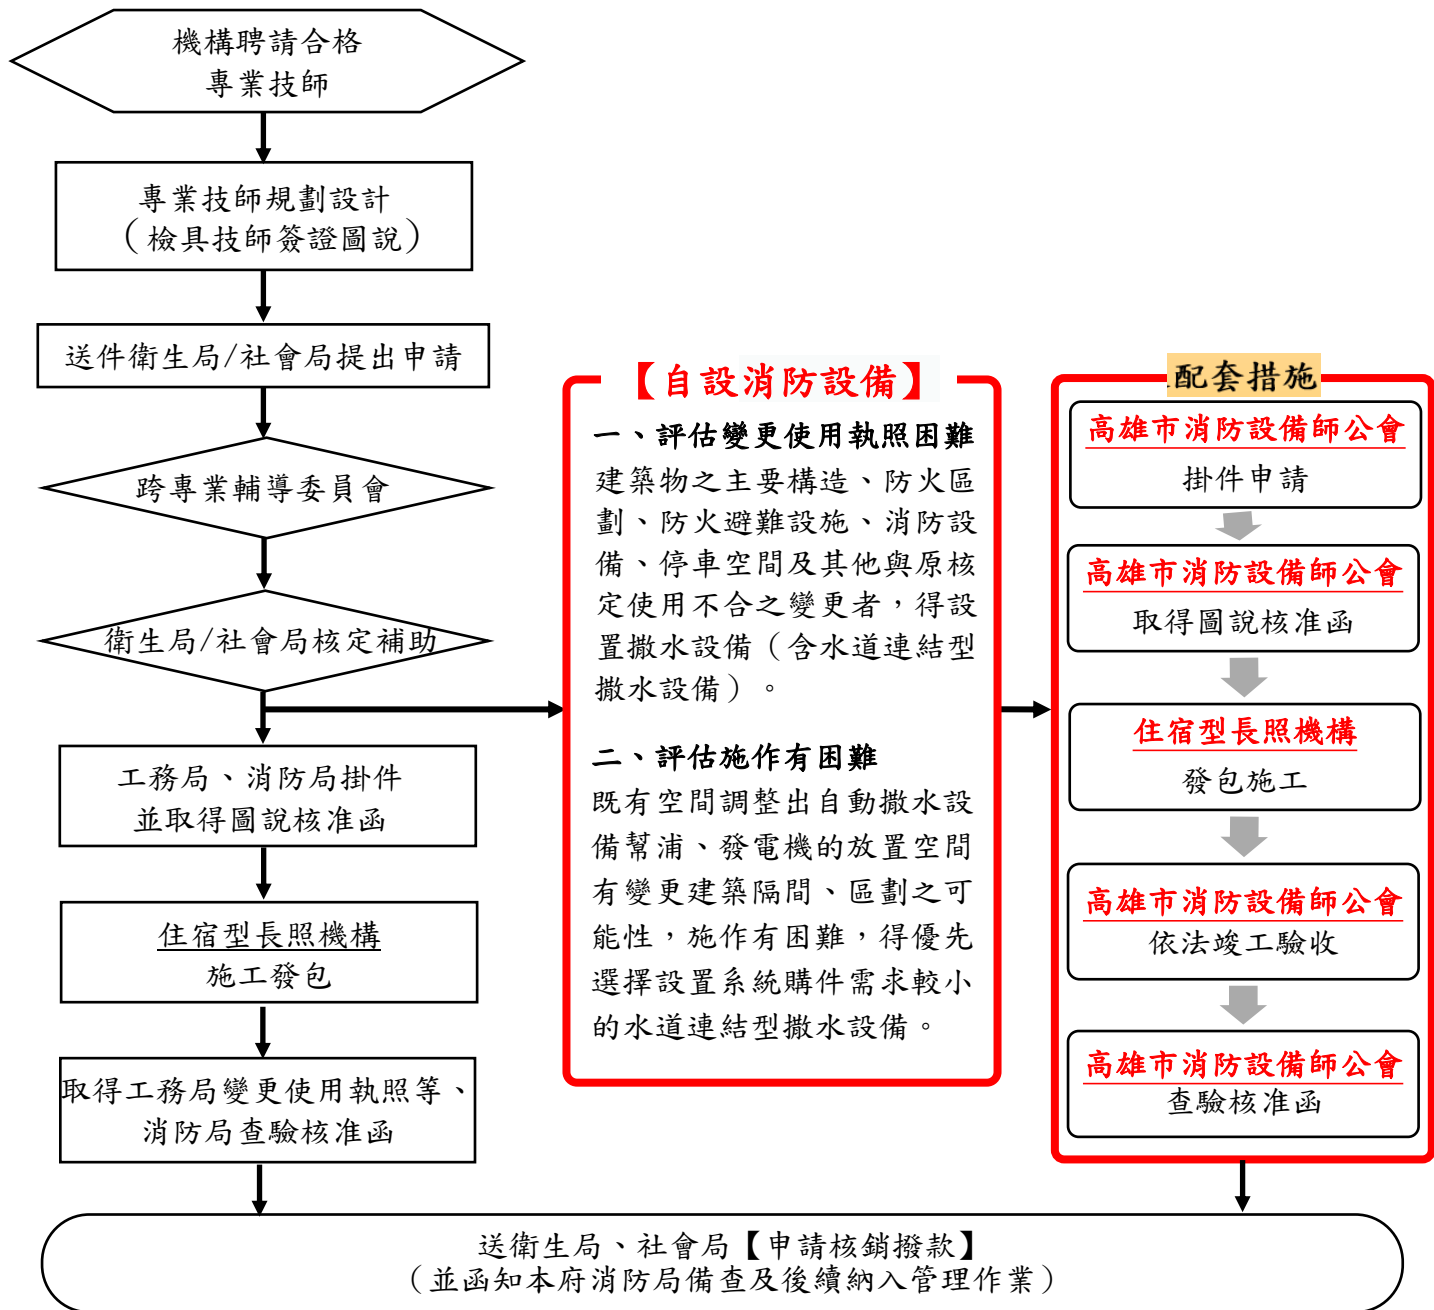 機構聘請合格
專業技師
專業技師規劃設計
（檢具技師簽證圖說）
送件衛生局/社會局提出申請
跨專業輔導委員會
衛生局/社會局核定補助
工務局、消防局掛件
並取得圖說核准函
住宿型長照機構
施工發包
取得工務局變更使用執照等、
消防局查驗核准函
【自設消防設備】
一、評估變更使用執照困難
建築物之主要構造、防火區
劃、防火避難設施、消防設
備、停車空間及其他與原核
定使用不合之變更者，得設
置撒水設備（含水道連結型
撒水設備）。
二、評估施作有困難
既有空間調整出自動撒水設
備幫浦、發電機的放置空間
有變更建築隔間、區劃之可
能性，施作有困難，得優先
選擇設置系統購件需求較小
的水道連結型撒水設備。
配套措施
高雄市消防設備師公會
掛件申請
高雄市消防設備師公會
取得圖說核准函
住宿型長照機構
發包施工
高雄市消防設備師公會
依法竣工驗收
高雄市消防設備師公會
查驗核准函
送衛生局、社會局【申請核銷撥款】
（並函知本府消防局備查及後續納入管理作業）